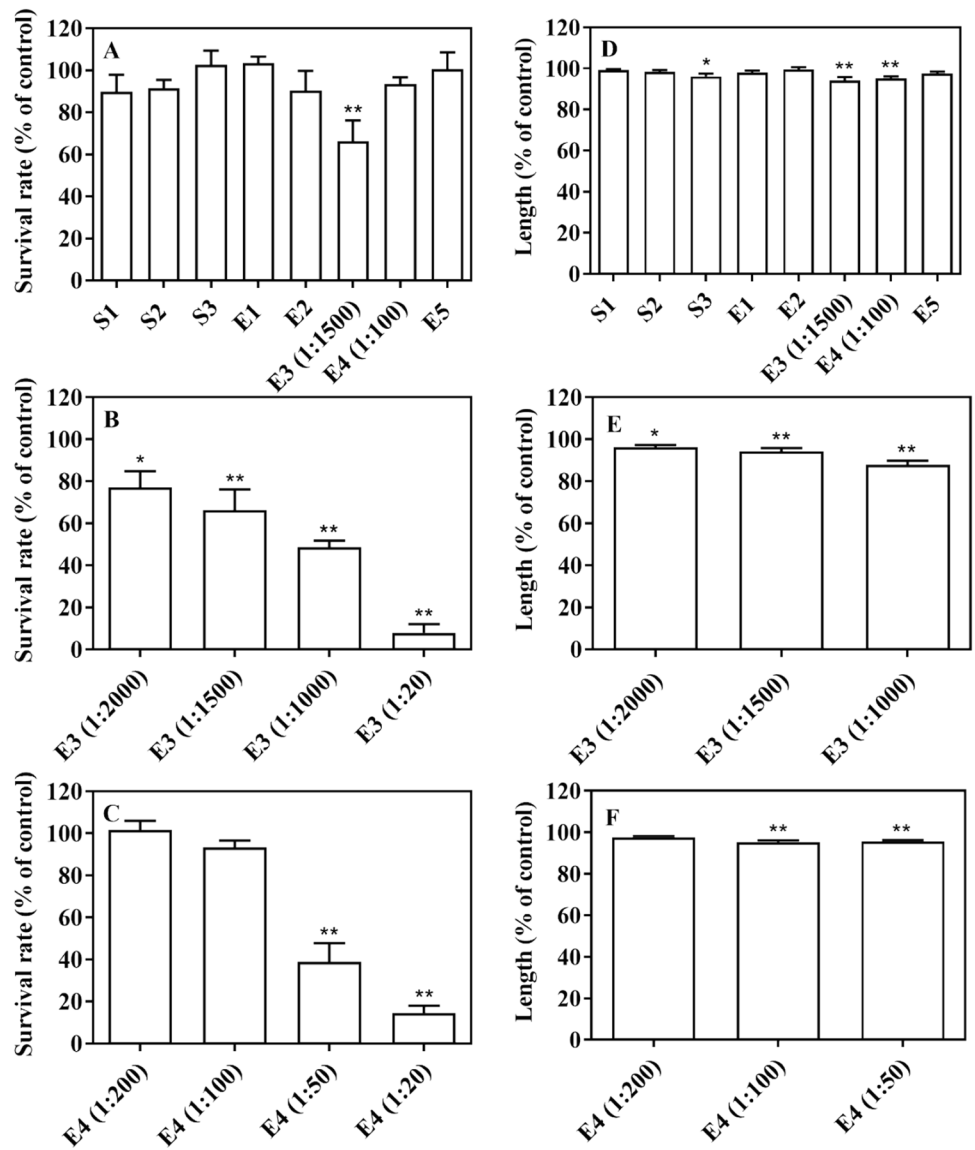 A
Survival rate (% of control)
120
100
80
60
40
20
0
**
S1
S2
S3
E1
E2
E3 (1:1500)
E4 (1:100)
E5
D
Length (% of control)
120
100
80
60
40
20
0
*
**
**
S1
S2
S3
E1
E2
E3 (1:1500)
E4 (1:100)
E5
B
Survival rate (% of control)
120
100
80
60
40
20
0
*
**
**
**
E3 (1:2000)
E3 (1:1500)
E3 (1:1000)
E3 (1:20)
E
Length (% of control)
120
100
80
60
40
20
0
*
**
**
E3 (1:2000)
E3 (1:1500)
E3 (1:1000)
C
Survival rate (% of control)
120
100
80
60
40
20
0
**
**
E4 (1:200)
E4 (1:100)
E4 (1:50)
E4 (1:20)
F
Length (% of control)
120
100
80
60
40
20
0
**
**
E4 (1:200)
E4 (1:100)
E4 (1:50)